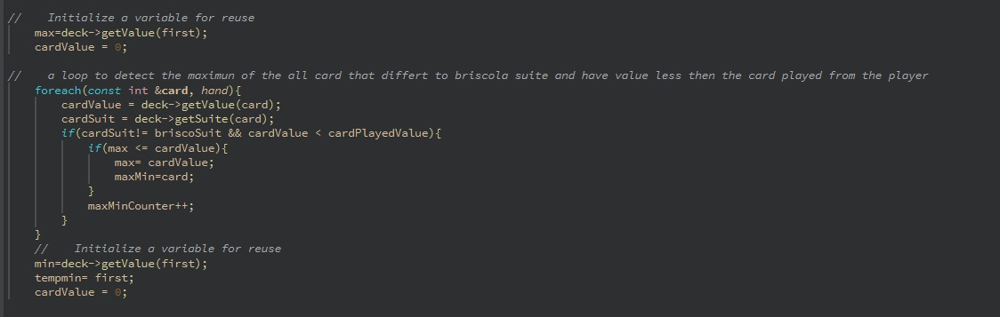 //    Initialize a variable for reuse
    max=deck->getValue(first);
    cardValue = 0;
//    a loop to detect the maximun of the all card that differt to briscola suite and have value less then the card played from the player
    foreach(const int &card, hand){
        cardValue = deck->getValue(card);
        cardSuit = deck->getSuite(card);
        if(cardSuit!= briscoSuit && cardValue < cardPlayedValue){
            if(max <= cardValue){
                max= cardValue;
                maxMin=card;
            }
            maxMinCounter++;
        }
    }
    //    Initialize a variable for reuse
    min=deck->getValue(first);
    tempmin= first;
    cardValue = 0;